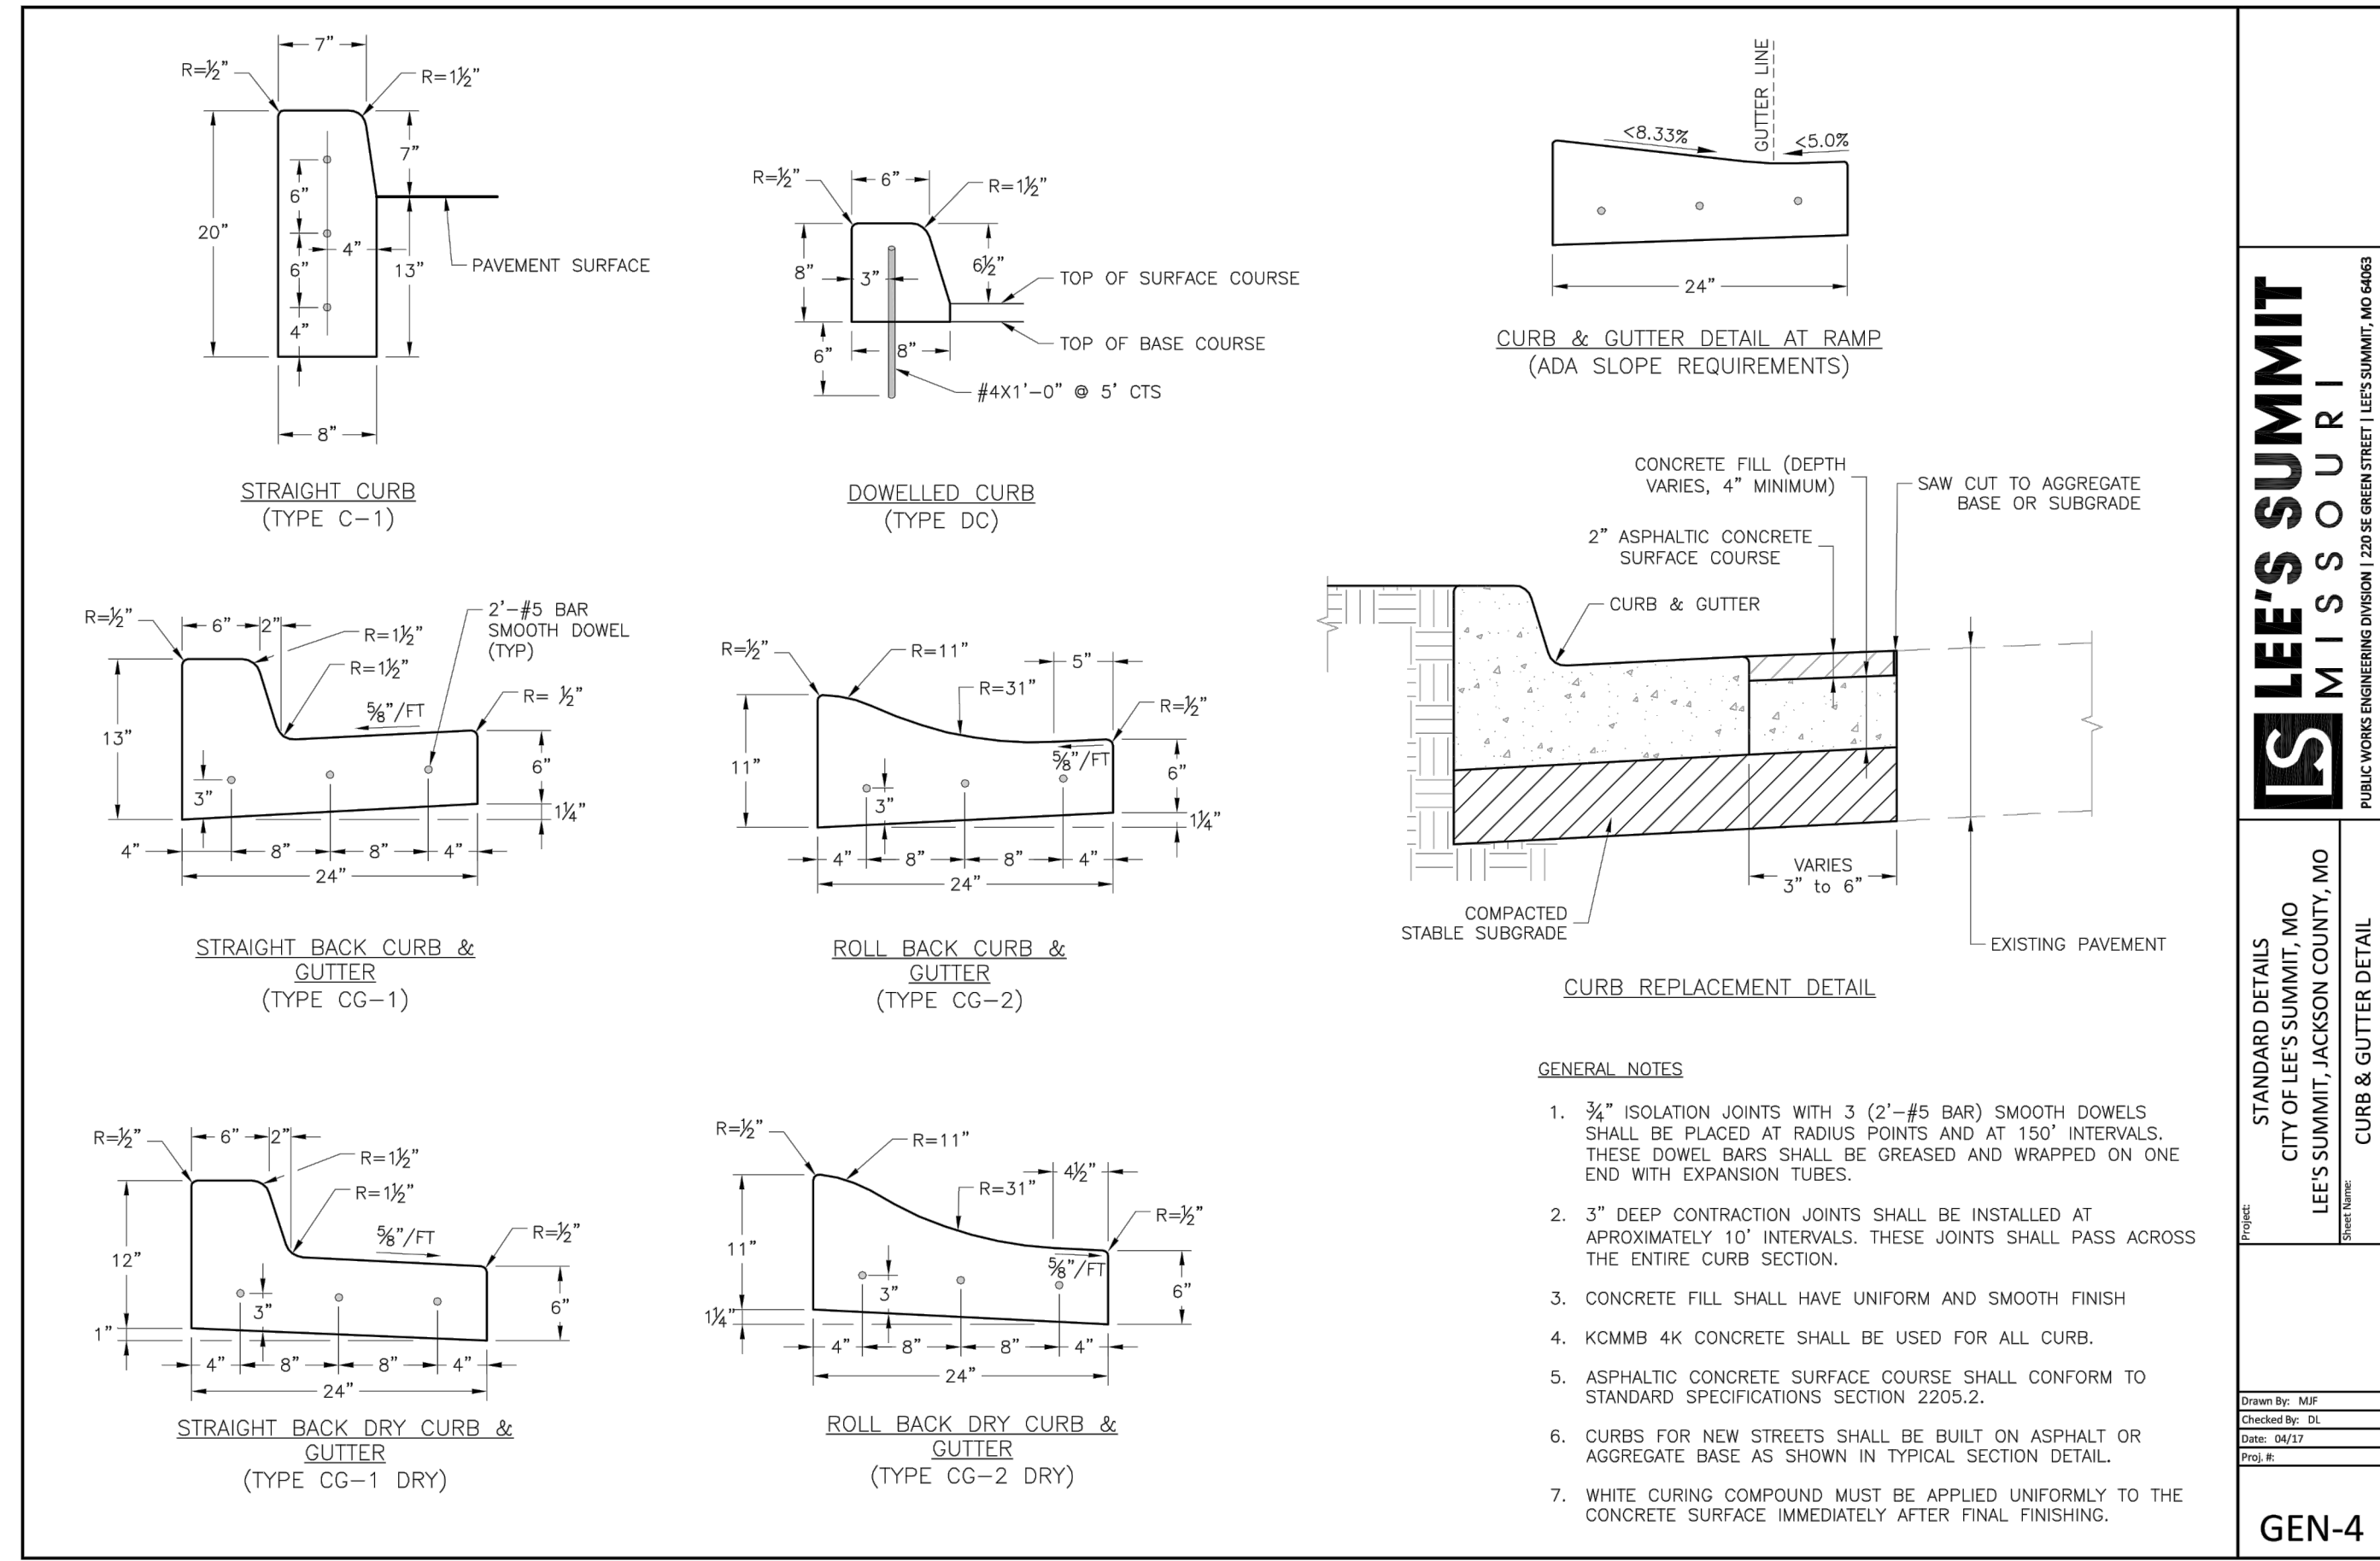 7”
R=½”
R=1½”
7”
6”
20”
4”
6”
13”
4”
PAVEMENT SURFACE
8”
STRAIGHT CURB
(TYPE C-1)
R=½”
6”
R=1½”
8”
3”
6½”
TOP OF SURFACE COURSE
6”
8”
TOP OF BASE COURSE
#4X1’-0” @ 5’ CTS
DOWELLED CURB
(TYPE DC)
GUTTER LINE
<8.33%
<5.0%
24”
CURB & GUTTER DETAIL AT RAMP
(ADA SLOPE REQUIREMENTS)
R=½”
6”
2”
R=1½”
R=1½”
2’-#5 BAR
SMOOTH DOWEL
(TYP)
R= ½”
⅝”/FT
13”
3”
6”
1¼”
4”
8”
8”
4”
24”
STRAIGHT BACK CURB &
GUTTER
(TYPE CG-1)
R=½”
R=11”
5”
R=31”
R=½”
11”
⅝”/FT
6”
3”
1¼”
4”
8”
8”
4”
24”
ROLL BACK CURB &
GUTTER
(TYPE CG-2)
CONCRETE FILL (DEPTH
VARIES, 4” MINIMUM)
SAW CUT TO AGGREGATE
BASE OR SUBGRADE
2” ASPHALTIC CONCRETE
SURFACE COURSE
CURB & GUTTER
VARIES
3” to 6”
COMPACTED
STABLE SUBGRADE
EXISTING PAVEMENT
CURB REPLACEMENT DETAIL
R=½”
6”
2”
R=1½”
R=1½”
⅝”/FT
R=½”
12”
3”
6”
1”
4”
8”
8”
4”
24”
STRAIGHT BACK DRY CURB &
GUTTER
(TYPE CG-1 DRY)
R=½”
R=11”
4½”
R=31”
R=½”
11”
⅝”/FT
3”
6”
1¼”
4”
8”
8”
4”
24”
ROLL BACK DRY CURB &
GUTTER
(TYPE CG-2 DRY)
GENERAL NOTES
1. ¾” ISOLATION JOINTS WITH 3 (2’-#5 BAR) SMOOTH DOWELS
SHALL BE PLACED AT RADIUS POINTS AND AT 150’ INTERVALS.
THESE DOWEL BARS SHALL BE GREASED AND WRAPPED ON ONE
END WITH EXPANSION TUBES.
2. 3” DEEP CONTRACTION JOINTS SHALL BE INSTALLED AT
APROXIMATELY 10’ INTERVALS. THESE JOINTS SHALL PASS ACROSS
THE ENTIRE CURB SECTION.
3. CONCRETE FILL SHALL HAVE UNIFORM AND SMOOTH FINISH
4. KCMMB 4K CONCRETE SHALL BE USED FOR ALL CURB.
5. ASPHALTIC CONCRETE SURFACE COURSE SHALL CONFORM TO
STANDARD SPECIFICATIONS SECTION 2205.2.
6. CURBS FOR NEW STREETS SHALL BE BUILT ON ASPHALT OR
AGGREGATE BASE AS SHOWN IN TYPICAL SECTION DETAIL.
7. WHITE CURING COMPOUND MUST BE APPLIED UNIFORMLY TO THE
CONCRETE SURFACE IMMEDIATELY AFTER FINAL FINISHING.
LS
LEE'S SUMMIT
MISSOURI
PUBLIC WORKS ENGINEERING DIVISION | 220 SE GREEN STREET | LEE'S SUMMIT, MO 64063
Project:
STANDARD DETAILS
CITY OF LEE'S SUMMIT, MO
LEE'S SUMMIT, JACKSON COUNTY, MO
Sheet Name:
CURB & GUTTER DETAIL
Drawn By: MJF
Checked By: DL
Date: 04/17
Proj. #:
GEN-4